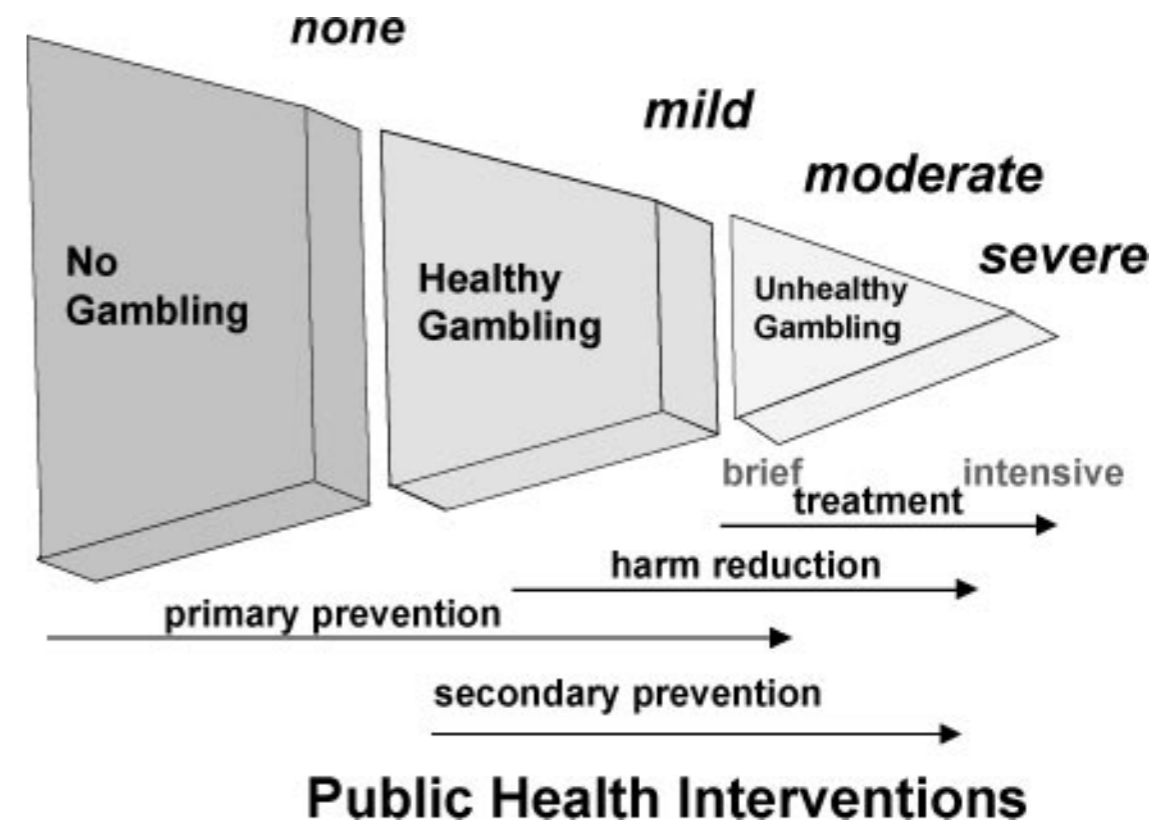 none
mild
moderate
severe
No
Gambling
Healthy
Gambling
Unhealthy
Gambling
brief
intensive
treatment
harm reduction
primary prevention
secondary prevention
Public Health Interventions